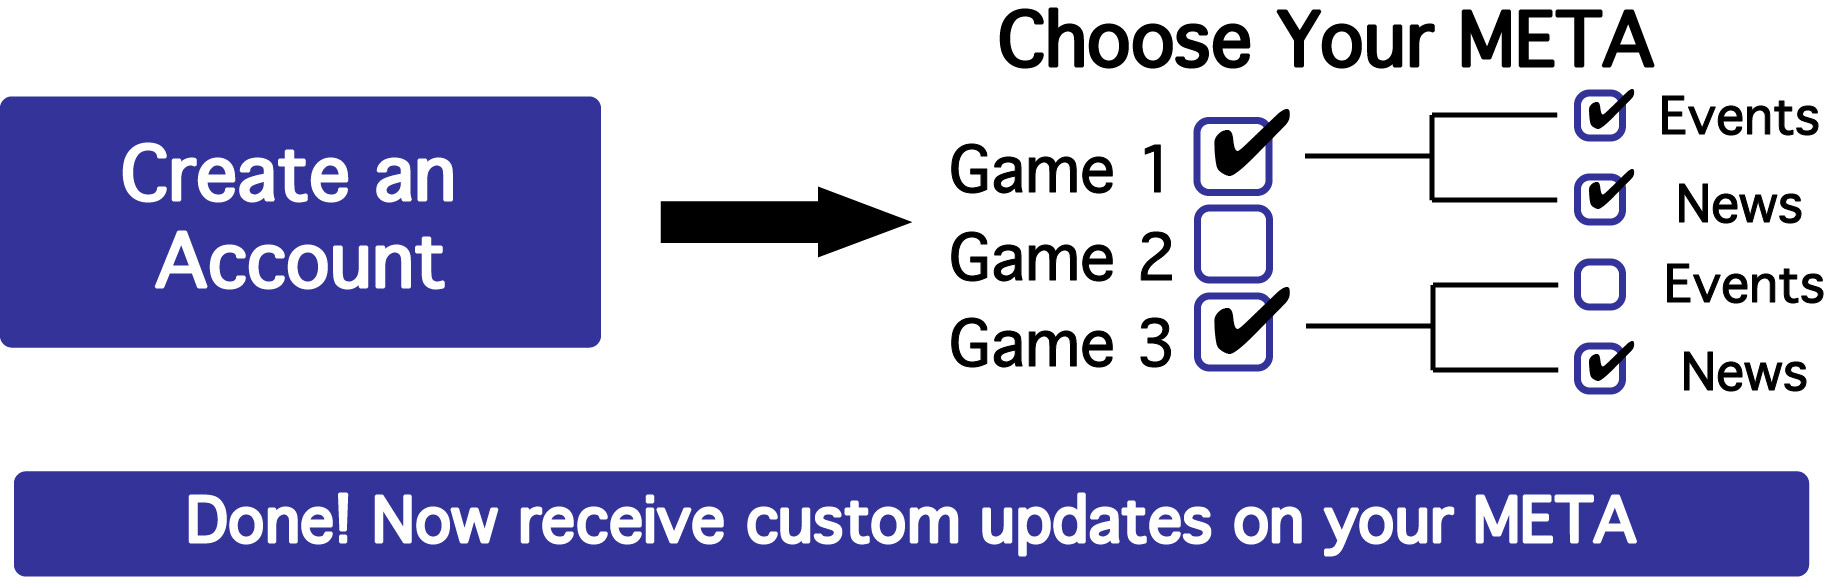 Choose Your META
Create an
Account
Game 1
Events
News
Game 2
Game 3
Events
News
Done! Now receive custom updates on your META